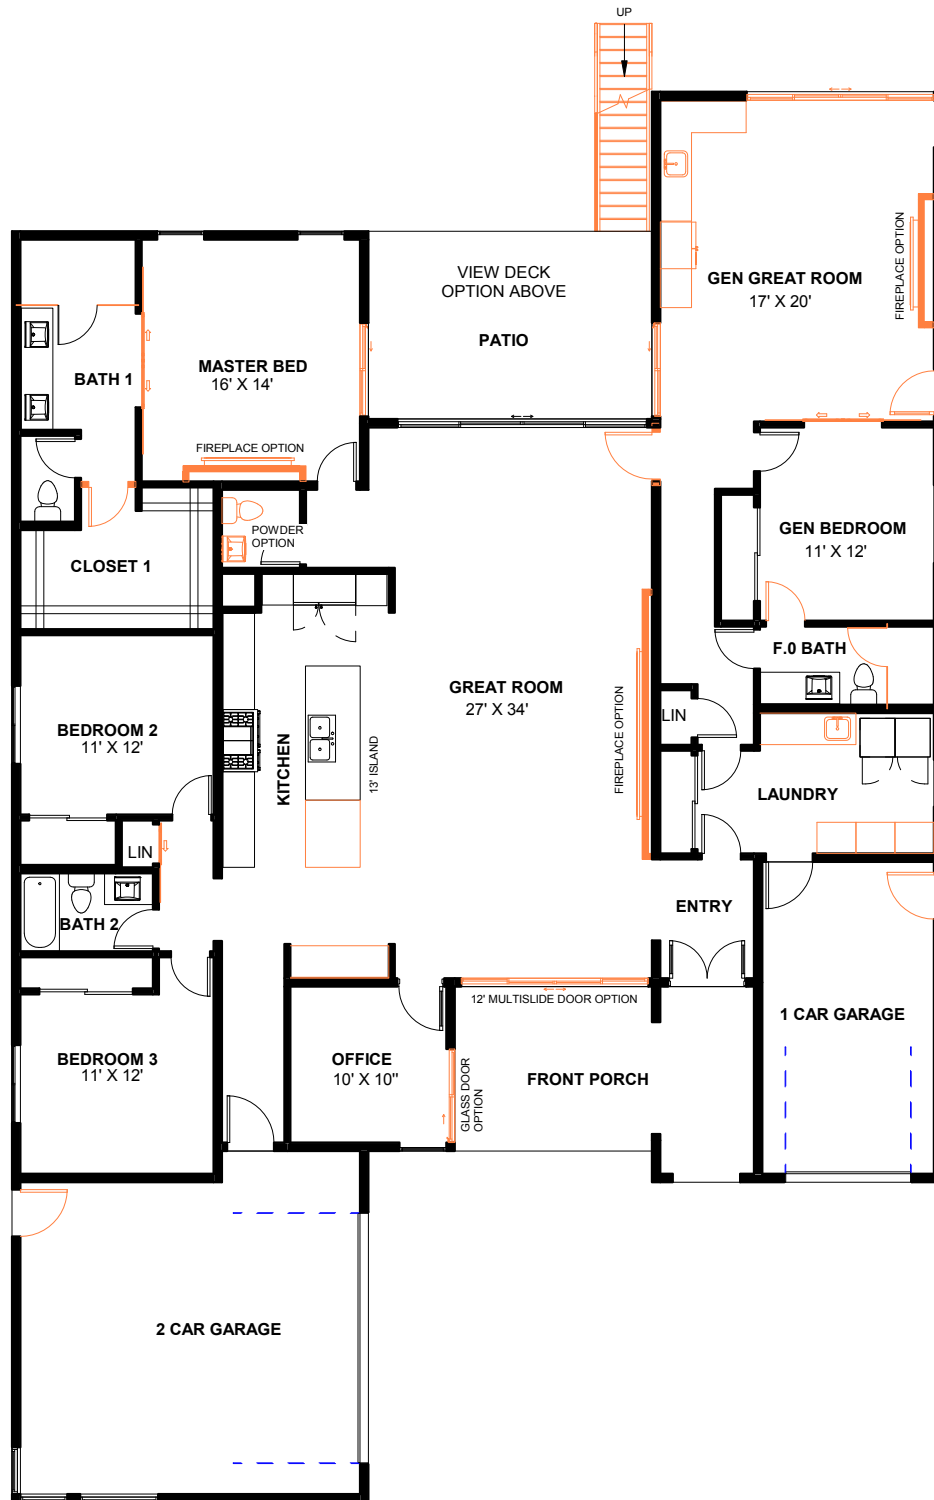 UP
VIEW DECK
OPTION ABOVE
PATIO
GEN GREAT ROOM
17' X 20'
FIREPLACE OPTION
MASTER BED
16' X 14'
BATH 1
FIREPLACE OPTION
POWDER
OPTION
CLOSET 1
GEN BEDROOM
11' X 12'
F.0 BATH
GREAT ROOM
27' X 34'
FIREPLACE OPTION
LIN
BEDROOM 2
11' X 12'
KITCHEN
13' ISLAND
LAUNDRY
LIN
BATH 2
ENTRY
12' MULTISLIDE DOOR OPTION
1 CAR GARAGE
BEDROOM 3
11' X 12'
OFFICE
10' X 10"
GLASS DOOR
OPTION
FRONT PORCH
2 CAR GARAGE